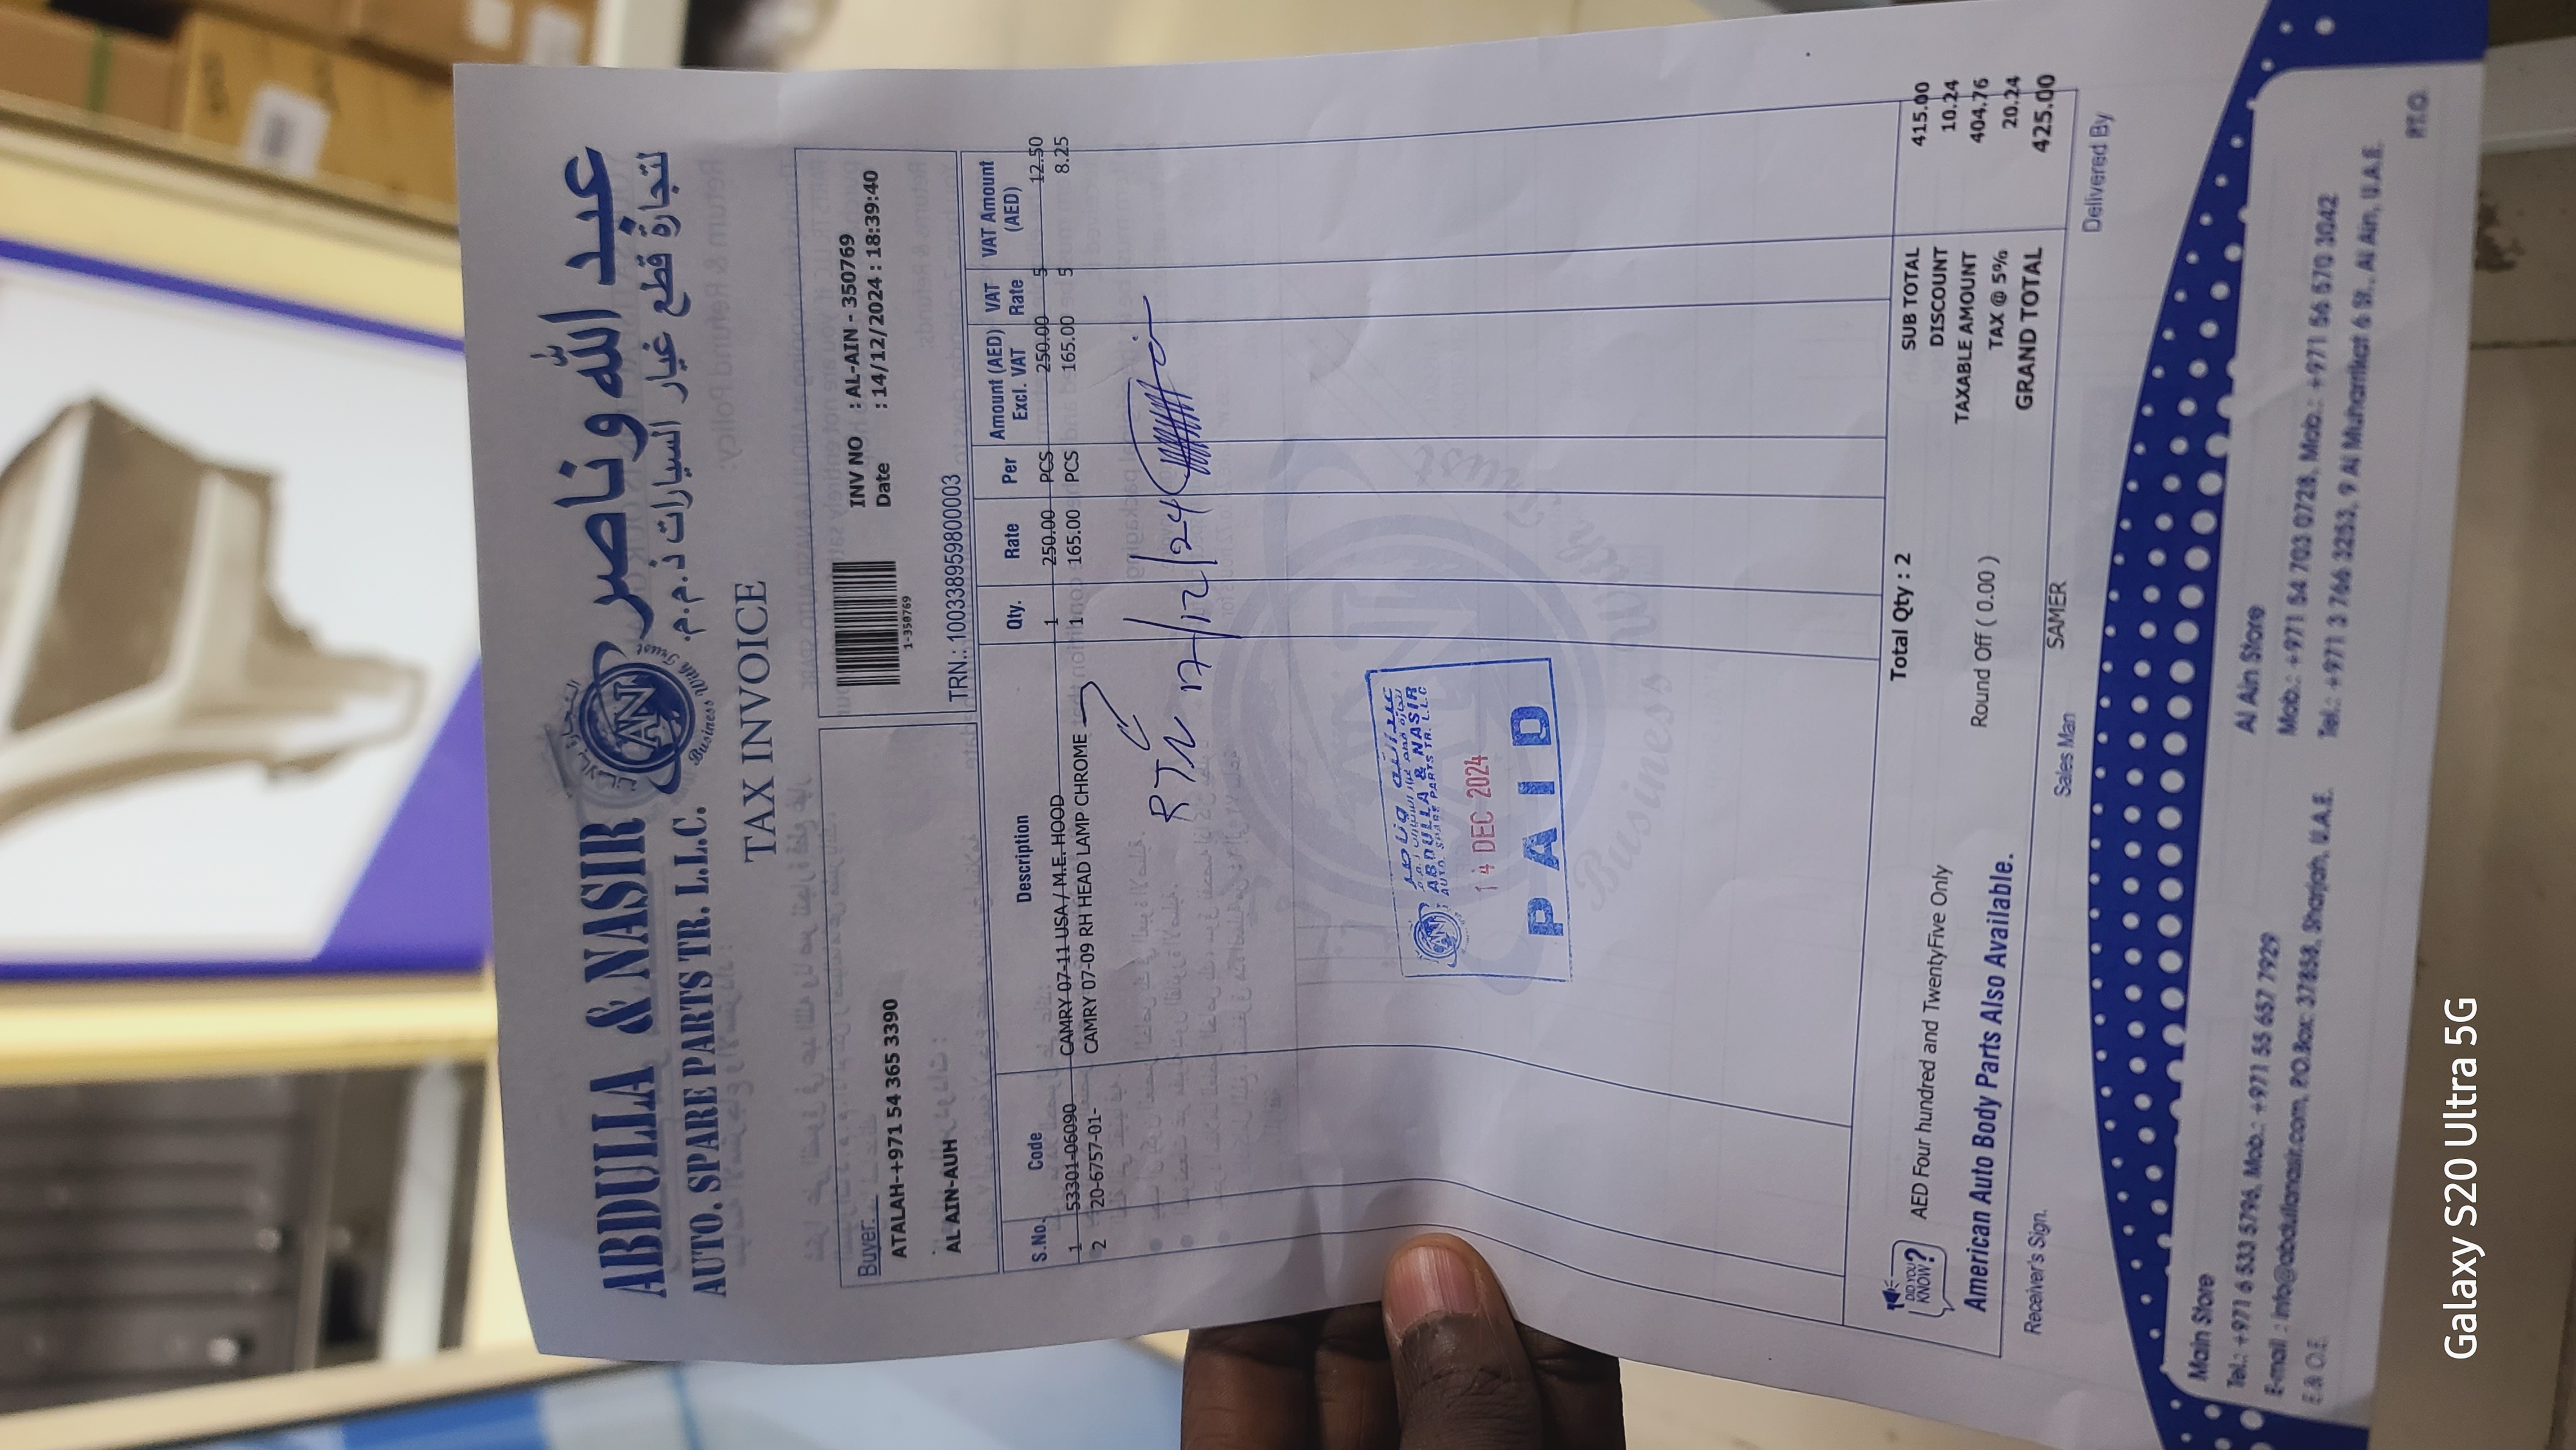 عبد الله وناصر
لتجارة قطع غيار السيارات ذ.م.م.
ABDULLA & NASIR
AUTO. SPARE PARTS TR. L.L.C.
AN
Business With Trust
TAX INVOICE
Buyer.
ATALAH-+971 54 365 3390
AL AIN-AUH
1-350769
INV NO : AL-AIN - 350769
Date : 14/12/2024 : 18:39:40
TRN.: 100338959800003
S.No. Code Description Qty. Rate Per Amount (AED) Excl. VAT VAT Rate VAT Amount (AED)
1 53301-06090 CAMRY 07-11 USA / M.E. HOOD 1 250.00 PCS 250.00 5 12.50
2 20-6757-01- CAMRY 07-09 RH HEAD LAMP CHROME 1 165.00 PCS 165.00 5 8.25
RTN 17/12/24
Business With Trust
ABDULLA & NASIR
AUTO. SPARE PARTS TR. L.L.C
14 DEC 2024
PAID
Total Qty : 2
SUB TOTAL 415.00
DISCOUNT 10.24
TAXABLE AMOUNT 404.76
TAX @ 5% 20.24
GRAND TOTAL 425.00
Round Off ( 0.00 )
DID YOU KNOW?
AED Four hundred and TwentyFive Only
American Auto Body Parts Also Available.
Receiver's Sign.
Sales Man SAMER
Delivered By
Main Store
Tel.: +971 6 533 5796, Mob.: +971 55 657 7929
E-mail : info@abdullanasir.com, P.O.Box: 37858, Sharjah, U.A.E.
E.& O.E.
Al Ain Store
Mob.: +971 54 703 0728, Mob.: +971 56 670 3042
Tel.: +971 3 766 3253, 9 Al Muharrikat 6 St., Al Ain, U.A.E.
P.T.O.
Galaxy S20 Ultra 5G